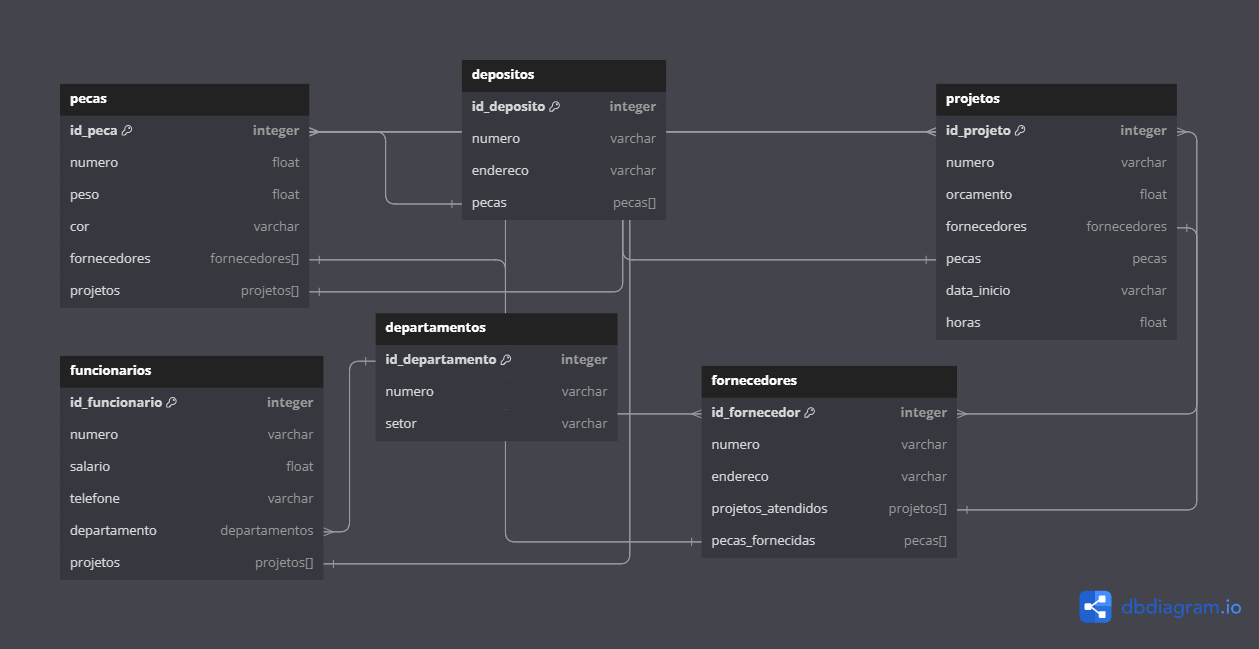 pecas
id_peca integer
numero float
peso float
cor varchar
fornecedores fornecedores[]
projetos projetos[]
depositos
id_deposito integer
numero varchar
endereco varchar
pecas pecas[]
projetos
id_projeto integer
numero varchar
orcamento float
fornecedores fornecedores
pecas pecas
data_inicio varchar
horas float
funcionarios
id_funcionario integer
numero varchar
salario float
telefone varchar
departamento departamentos
projetos projetos[]
departamentos
id_departamento integer
numero varchar
setor varchar
fornecedores
id_fornecedor integer
numero varchar
endereco varchar
projetos_atendidos projetos[]
pecas_fornecidas pecas[]
dbdiagram.io